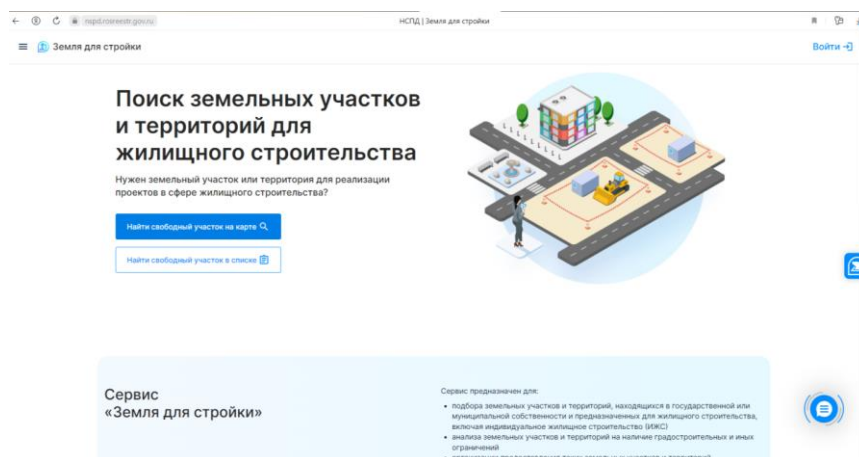 nspd.rosreestr.gov.ru
НСПД | Земля для стройки
Земля для стройки
Войти
Поиск земельных участков
и территорий для
жилищного строительства
Нужен земельный участок или территория для реализации
проектов в сфере жилищного строительства?
Найти свободный участок на карте
Найти свободный участок в списке
Сервис
«Земля для стройки»
Сервис предназначен для:
• подбора земельных участков и территорий, находящихся в государственной или
муниципальной собственности и предназначенных для жилищного строительства,
включая индивидуальное жилищное строительство (ИЖС)
• анализа земельных участков и территорий на наличие градостроительных и иных
ограничений